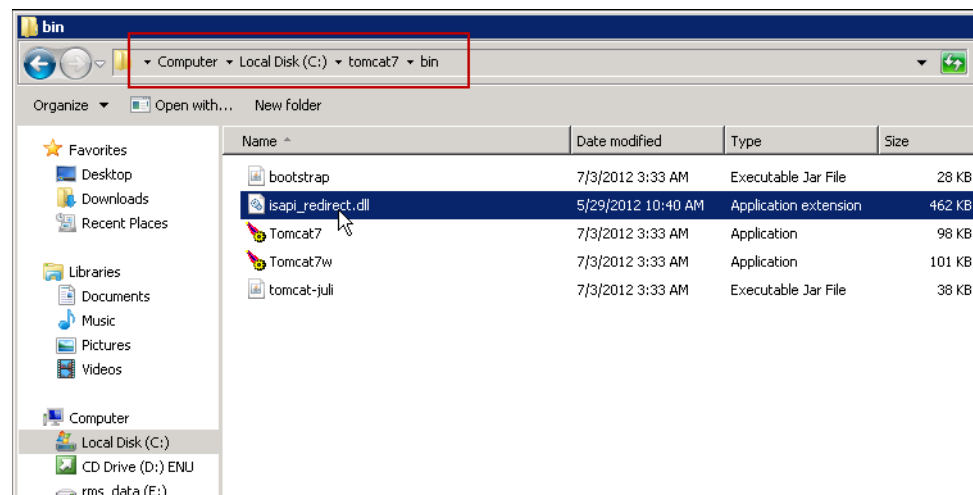 bin
Computer Local Disk (C:) tomcat7 bin
Organize Open with... New folder
Name Date modified Type Size
Favorites
Desktop
Downloads
Recent Places
Libraries
Documents
Music
Pictures
Videos
Computer
Local Disk (C:)
CD Drive (D:) ENU
rms_data (E:)
bootstrap 7/3/2012 3:33 AM Executable Jar File 28 KB
isapi_redirect.dll 5/29/2012 10:40 AM Application extension 462 KB
Tomcat7 7/3/2012 3:33 AM Application 98 KB
Tomcat7w 7/3/2012 3:33 AM Application 101 KB
tomcat-juli 7/3/2012 3:33 AM Executable Jar File 38 KB